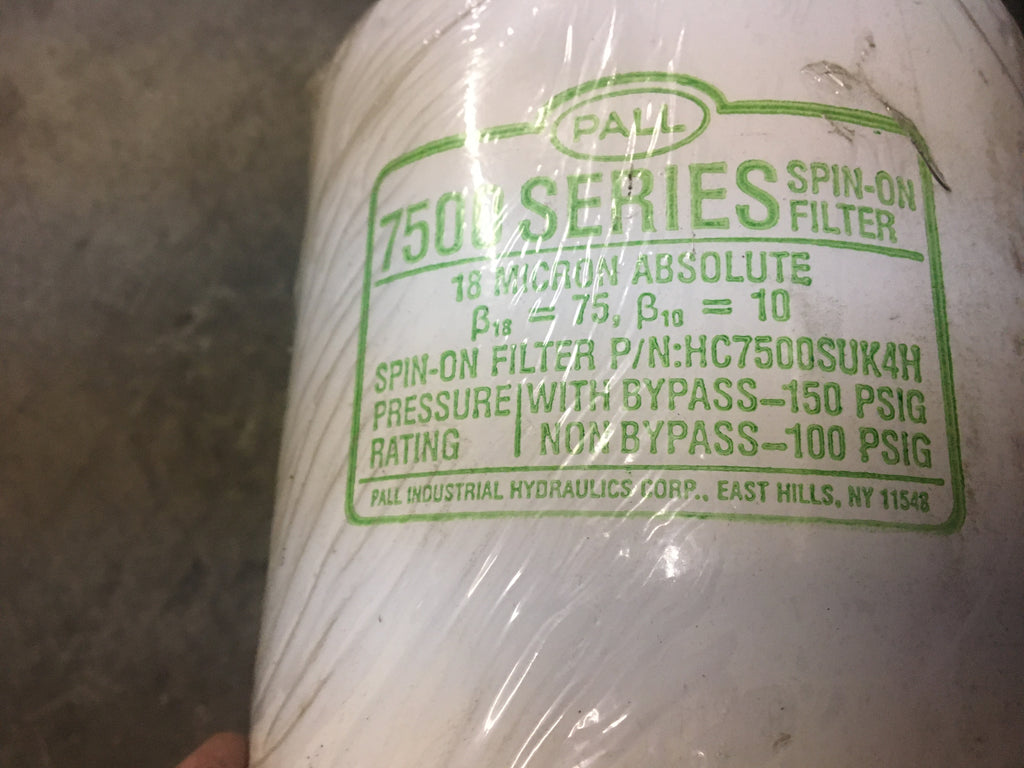 PALL
7500 SERIES SPIN-ON FILTER
18 MICRON ABSOLUTE
β18 = 75, β10 = 10
SPIN-ON FILTER P/N:HC7500SUK4H
PRESSURE RATING | WITH BYPASS–150 PSIG
NON BYPASS–100 PSIG
PALL INDUSTRIAL HYDRAULICS CORP., EAST HILLS, NY 11548